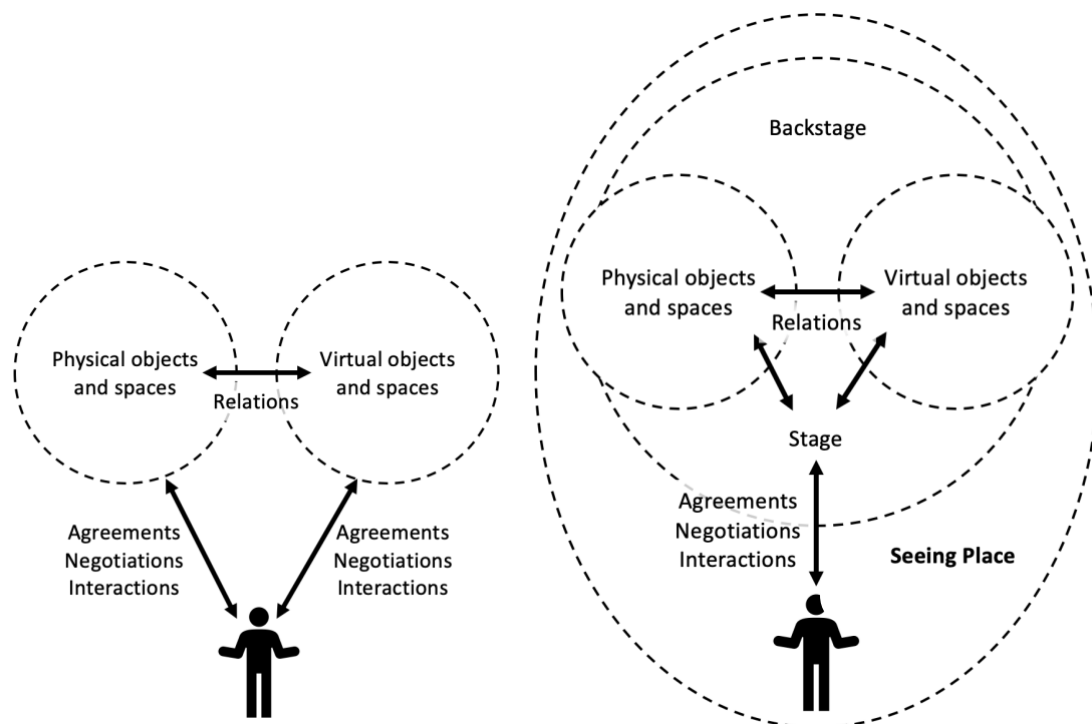 Physical objects
and spaces
Virtual objects
and spaces
Relations
Agreements
Negotiations
Interactions
Agreements
Negotiations
Interactions
Backstage
Physical objects
and spaces
Virtual objects
and spaces
Relations
Stage
Agreements
Negotiations
Interactions
Seeing Place